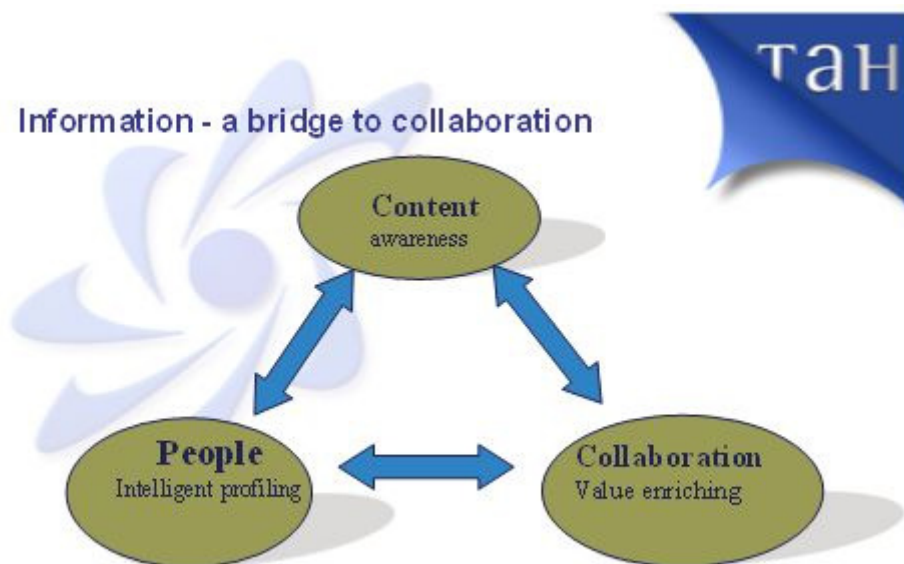 тан
Information - a bridge to collaboration
Content
awareness
People
Intelligent profiling
Collaboration
Value enriching